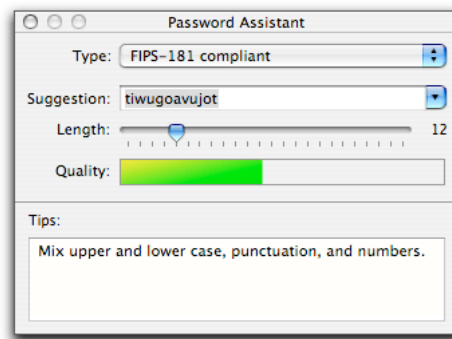 Password Assistant
Type: FIPS-181 compliant
Suggestion: tiwugoavujot
Length: 12
Quality:
Tips:
Mix upper and lower case, punctuation, and numbers.